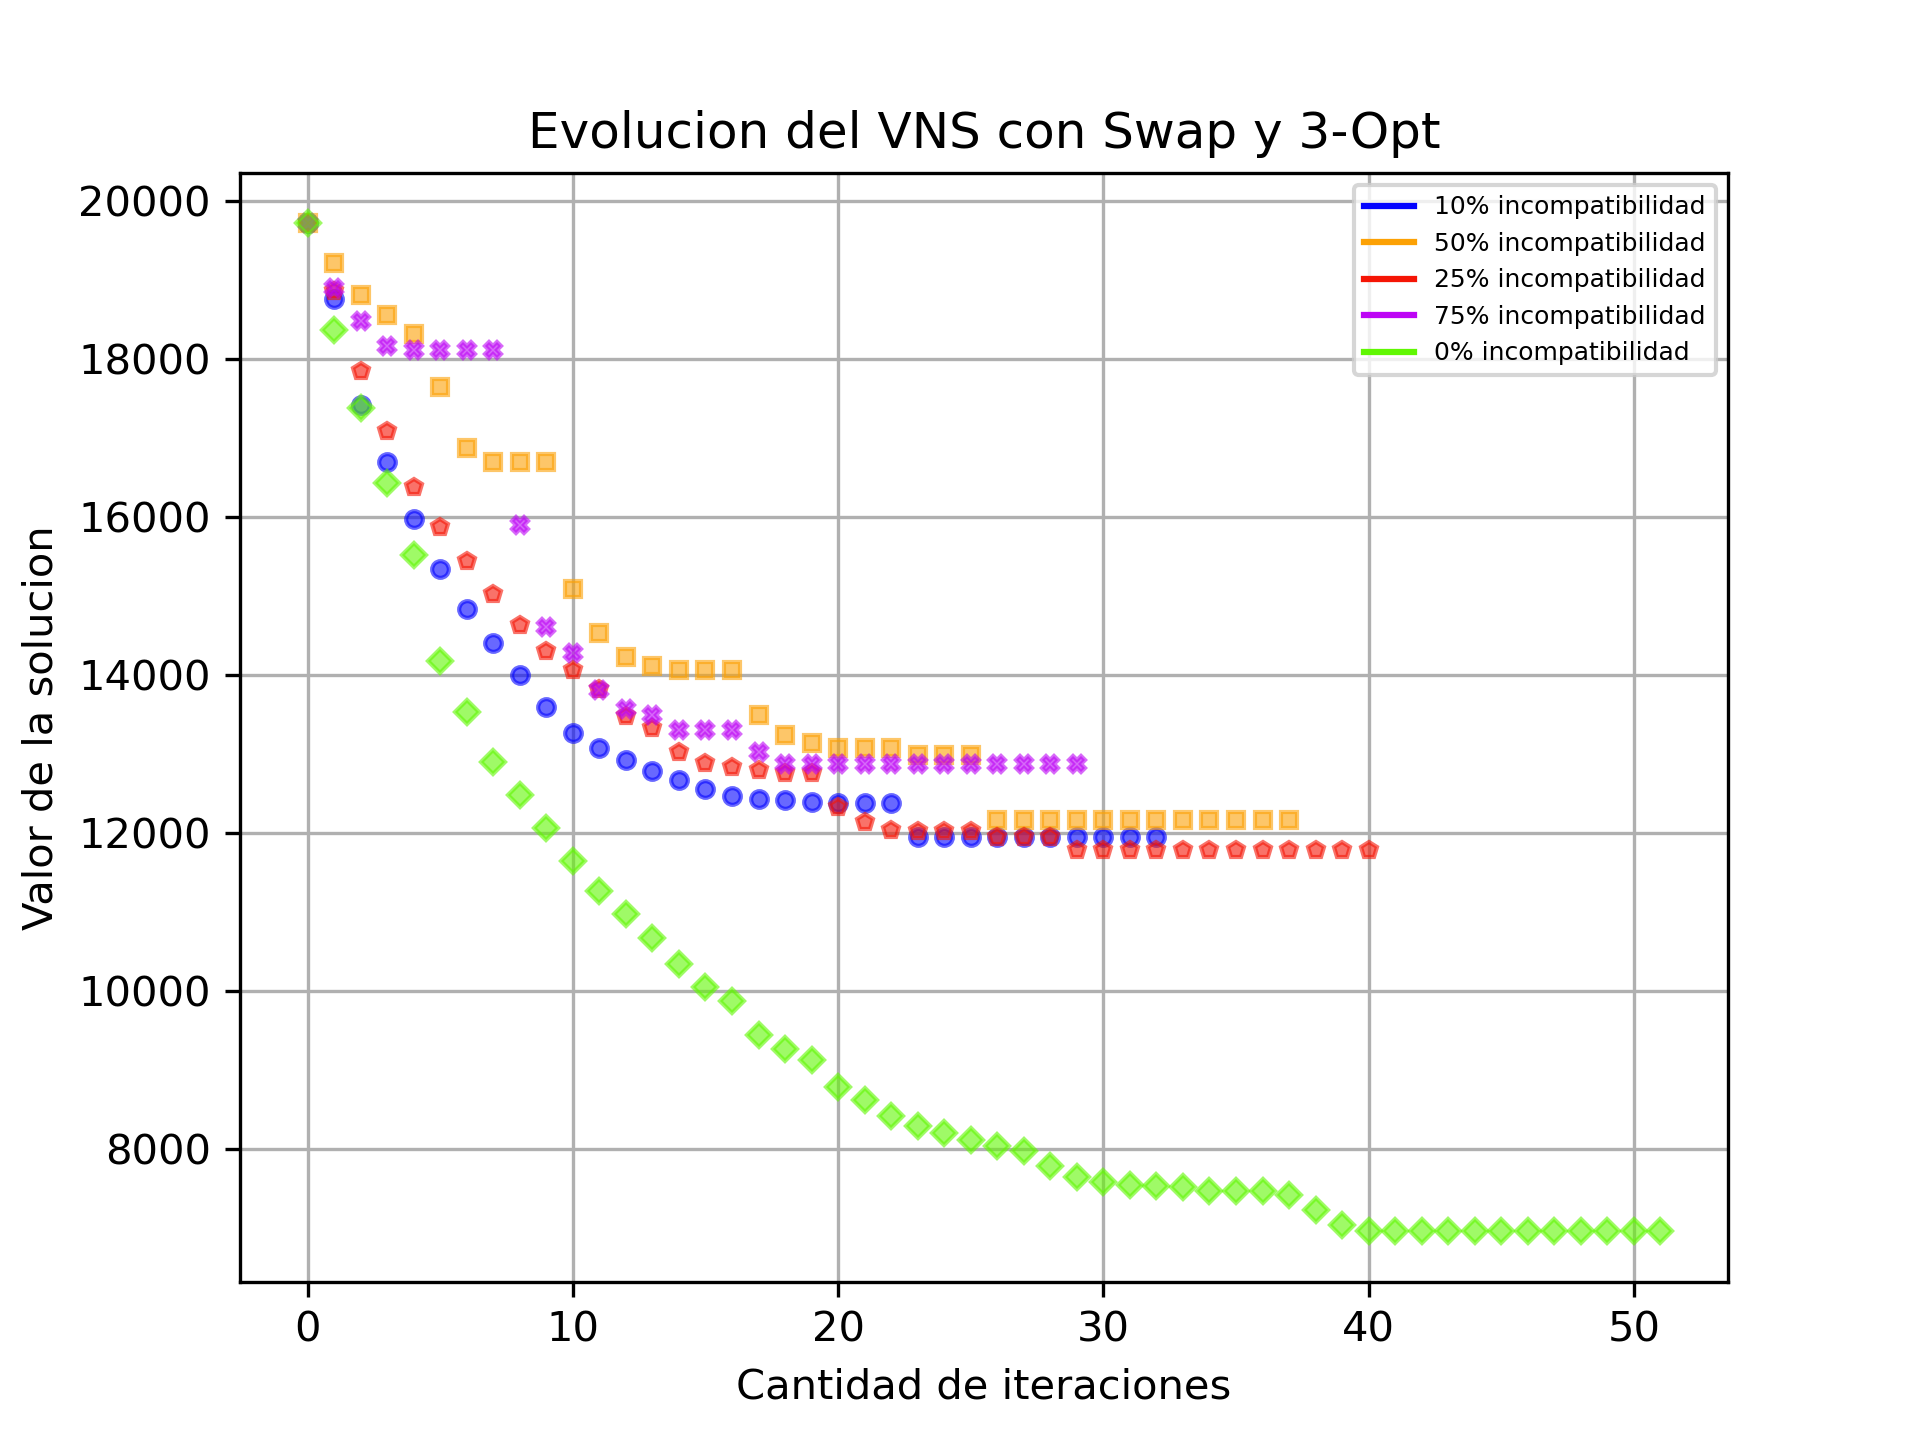 Evolucion del VNS con Swap y 3-Opt
20000
18000
16000
14000
12000
10000
8000
Valor de la solucion
10% incompatibilidad
50% incompatibilidad
25% incompatibilidad
75% incompatibilidad
0% incompatibilidad
0 10 20 30 40 50
Cantidad de iteraciones